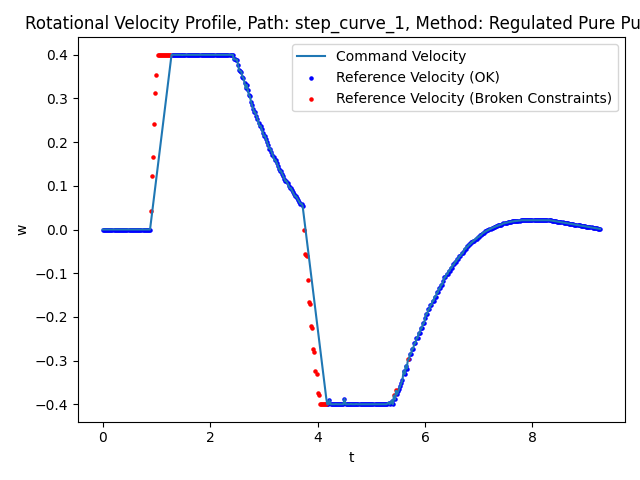 Rotational Velocity Profile, Path: step_curve_1, Method: Regulated Pure Pu
Command Velocity
Reference Velocity (OK)
Reference Velocity (Broken Constraints)
0.4
0.3
0.2
0.1
0.0
−0.1
−0.2
−0.3
−0.4
w
0 2 4 6 8
t